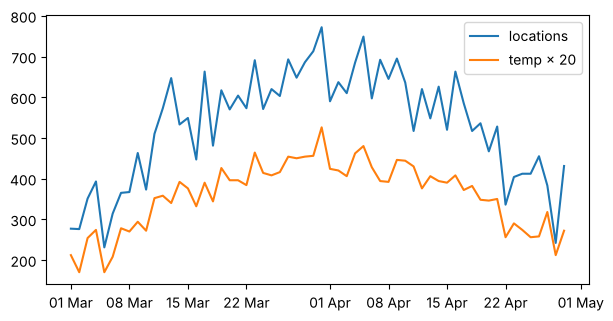 800
700
600
500
400
300
200
locations
temp × 20
01 Mar
08 Mar
15 Mar
22 Mar
01 Apr
08 Apr
15 Apr
22 Apr
01 May